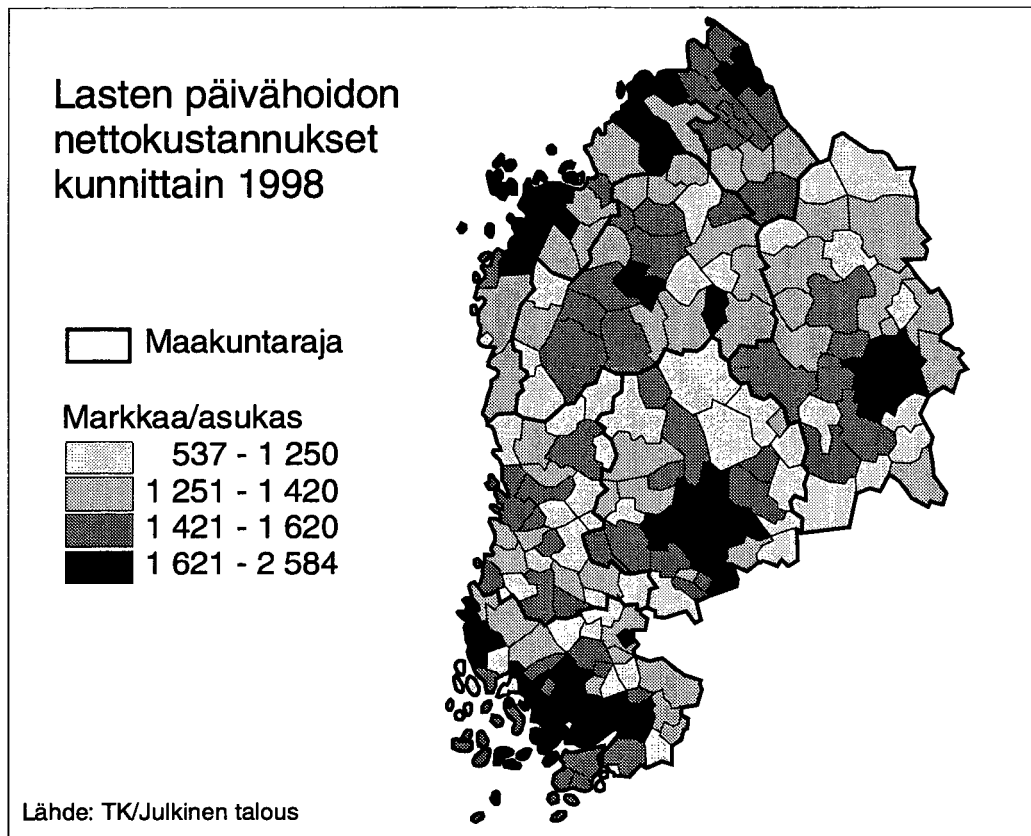 Lasten päivähoidon
nettokustannukset
kunnittain 1998
Maakuntaraja
Markkaa/asukas
537 - 1 250
1 251 - 1 420
1 421 - 1 620
1 621 - 2 584
Lähde: TK/Julkinen talous